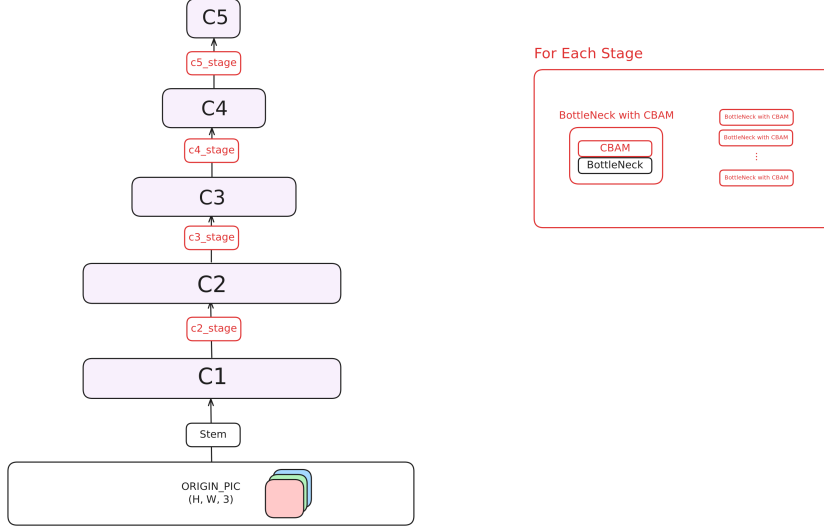 C5
c5_stage
C4
c4_stage
C3
c3_stage
C2
c2_stage
C1
Stem
ORIGIN_PIC
(H, W, 3)
For Each Stage
BottleNeck with CBAM
CBAM
BottleNeck
BottleNeck with CBAM
BottleNeck with CBAM
⋮
BottleNeck with CBAM